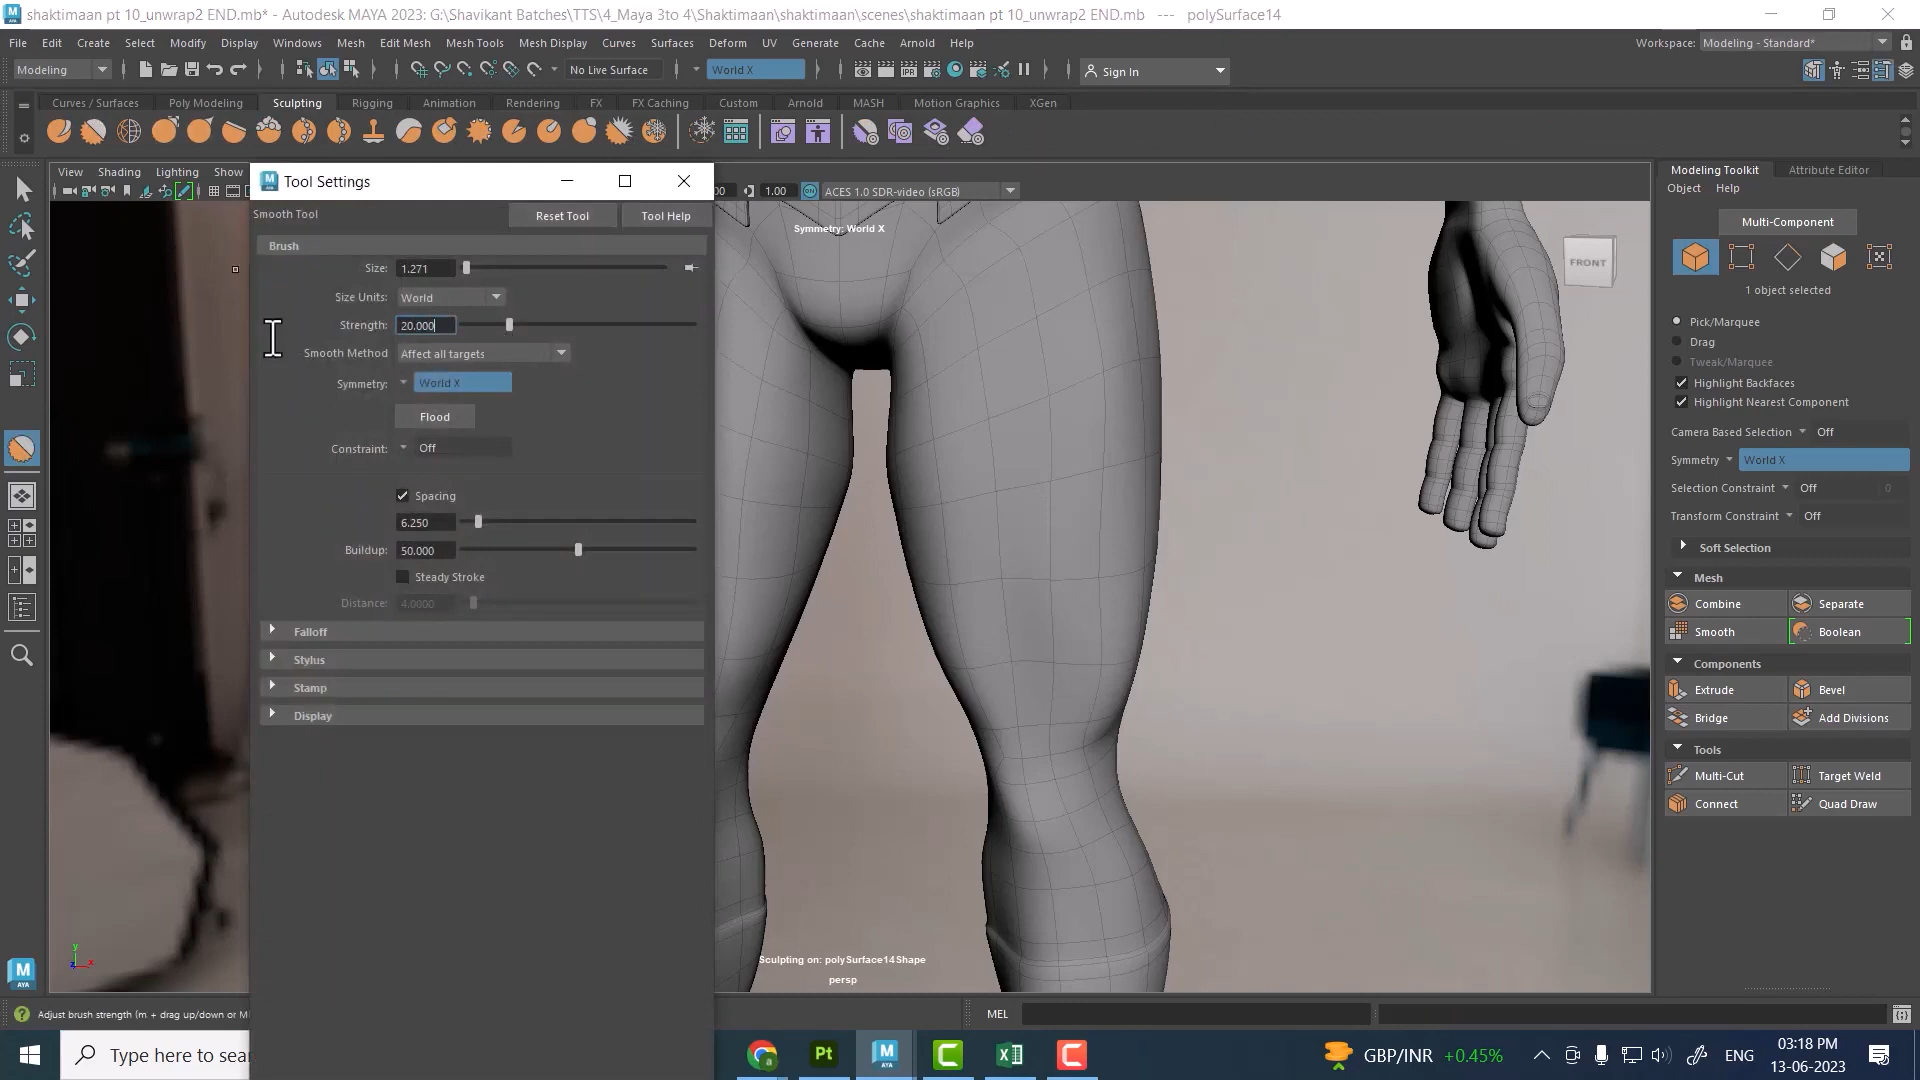 shaktimaan pt 10_unwrap2 END.mb* - Autodesk MAYA 2023: G:\Shavikant Batches\TTS\4_Maya 3to 4\Shaktimaan\shaktimaan\scenes\shaktimaan pt 10_unwrap2 END.mb --- polySurface14
File Edit Create Select Modify Display Windows Mesh Edit Mesh Mesh Tools Mesh Display Curves Surfaces Deform UV Generate Cache Arnold Help
Workspace: Modeling - Standard*
Modeling
No Live Surface
World X
Sign In
Curves / Surfaces Poly Modeling Sculpting Rigging Animation Rendering FX FX Caching Custom Arnold MASH Motion Graphics XGen
View Shading Lighting Show
1.00
ACES 1.0 SDR-video (sRGB)
Tool Settings
Smooth Tool
Reset Tool
Tool Help
Brush
Size: 1.271
Size Units: World
Strength: 20.000
Smooth Method Affect all targets
Symmetry: World X
Flood
Constraint: Off
Spacing
6.250
Buildup: 50.000
Steady Stroke
Distance: 4.0000
Falloff
Stylus
Stamp
Display
Symmetry: World X
FRONT
Sculpting on: polySurface14Shape
persp
y
x
z
Modeling Toolkit
Attribute Editor
Object Help
Multi-Component
1 object selected
Pick/Marquee
Drag
Tweak/Marquee
Highlight Backfaces
Highlight Nearest Component
Camera Based Selection Off
Symmetry World X
Selection Constraint Off 0
Transform Constraint Off
Soft Selection
Mesh
Combine Separate
Smooth Boolean
Components
Extrude Bevel
Bridge Add Divisions
Tools
Multi-Cut Target Weld
Connect Quad Draw
M
AYA
Adjust brush strength (m + drag up/down or M
MEL
Type here to sear
Pt
GBP/INR +0.45%
ENG
03:18 PM
13-06-2023